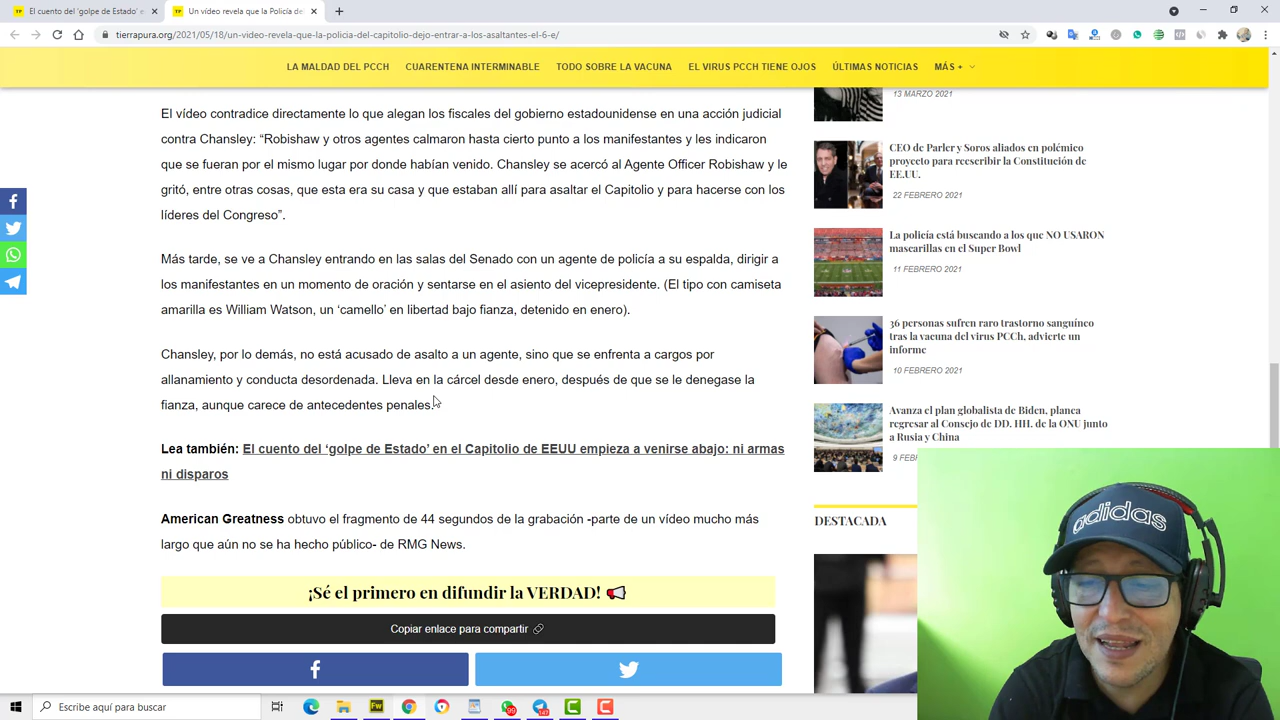 El cuento del 'golpe de Estado' e
Un vídeo revela que la Policía de
tierrapura.org/2021/05/18/un-video-revela-que-la-policia-del-capitolio-dejo-entrar-a-los-asaltantes-el-6-e/
LA MALDAD DEL PCCH CUARENTENA INTERMINABLE TODO SOBRE LA VACUNA EL VIRUS PCCH TIENE OJOS ÚLTIMAS NOTICIAS MÁS +
El vídeo contradice directamente lo que alegan los fiscales del gobierno estadounidense en una acción judicial
contra Chansley: “Robishaw y otros agentes calmaron hasta cierto punto a los manifestantes y les indicaron
que se fueran por el mismo lugar por donde habían venido. Chansley se acercó al Agente Officer Robishaw y le
gritó, entre otras cosas, que esta era su casa y que estaban allí para asaltar el Capitolio y para hacerse con los
líderes del Congreso”.
Más tarde, se ve a Chansley entrando en las salas del Senado con un agente de policía a su espalda, dirigir a
los manifestantes en un momento de oración y sentarse en el asiento del vicepresidente. (El tipo con camiseta
amarilla es William Watson, un ‘camello’ en libertad bajo fianza, detenido en enero).
Chansley, por lo demás, no está acusado de asalto a un agente, sino que se enfrenta a cargos por
allanamiento y conducta desordenada. Lleva en la cárcel desde enero, después de que se le denegase la
fianza, aunque carece de antecedentes penales.
Lea también: El cuento del ‘golpe de Estado’ en el Capitolio de EEUU empieza a venirse abajo: ni armas
ni disparos
American Greatness obtuvo el fragmento de 44 segundos de la grabación -parte de un vídeo mucho más
largo que aún no se ha hecho público- de RMG News.
¡Sé el primero en difundir la VERDAD!
Copiar enlace para compartir
13 MARZO 2021
CEO de Parler y Soros aliados en polémico
proyecto para reescribir la Constitución de
EE.UU.
22 FEBRERO 2021
La policía está buscando a los que NO USARON
mascarillas en el Super Bowl
11 FEBRERO 2021
36 personas sufren raro trastorno sanguíneo
tras la vacuna del virus PCCh, advierte un
informe
10 FEBRERO 2021
Avanza el plan globalista de Biden, planea
regresar al Consejo de DD. HH. de la ONU junto
a Rusia y China
9 FEB
DESTACADA
adidas
Escribe aquí para buscar